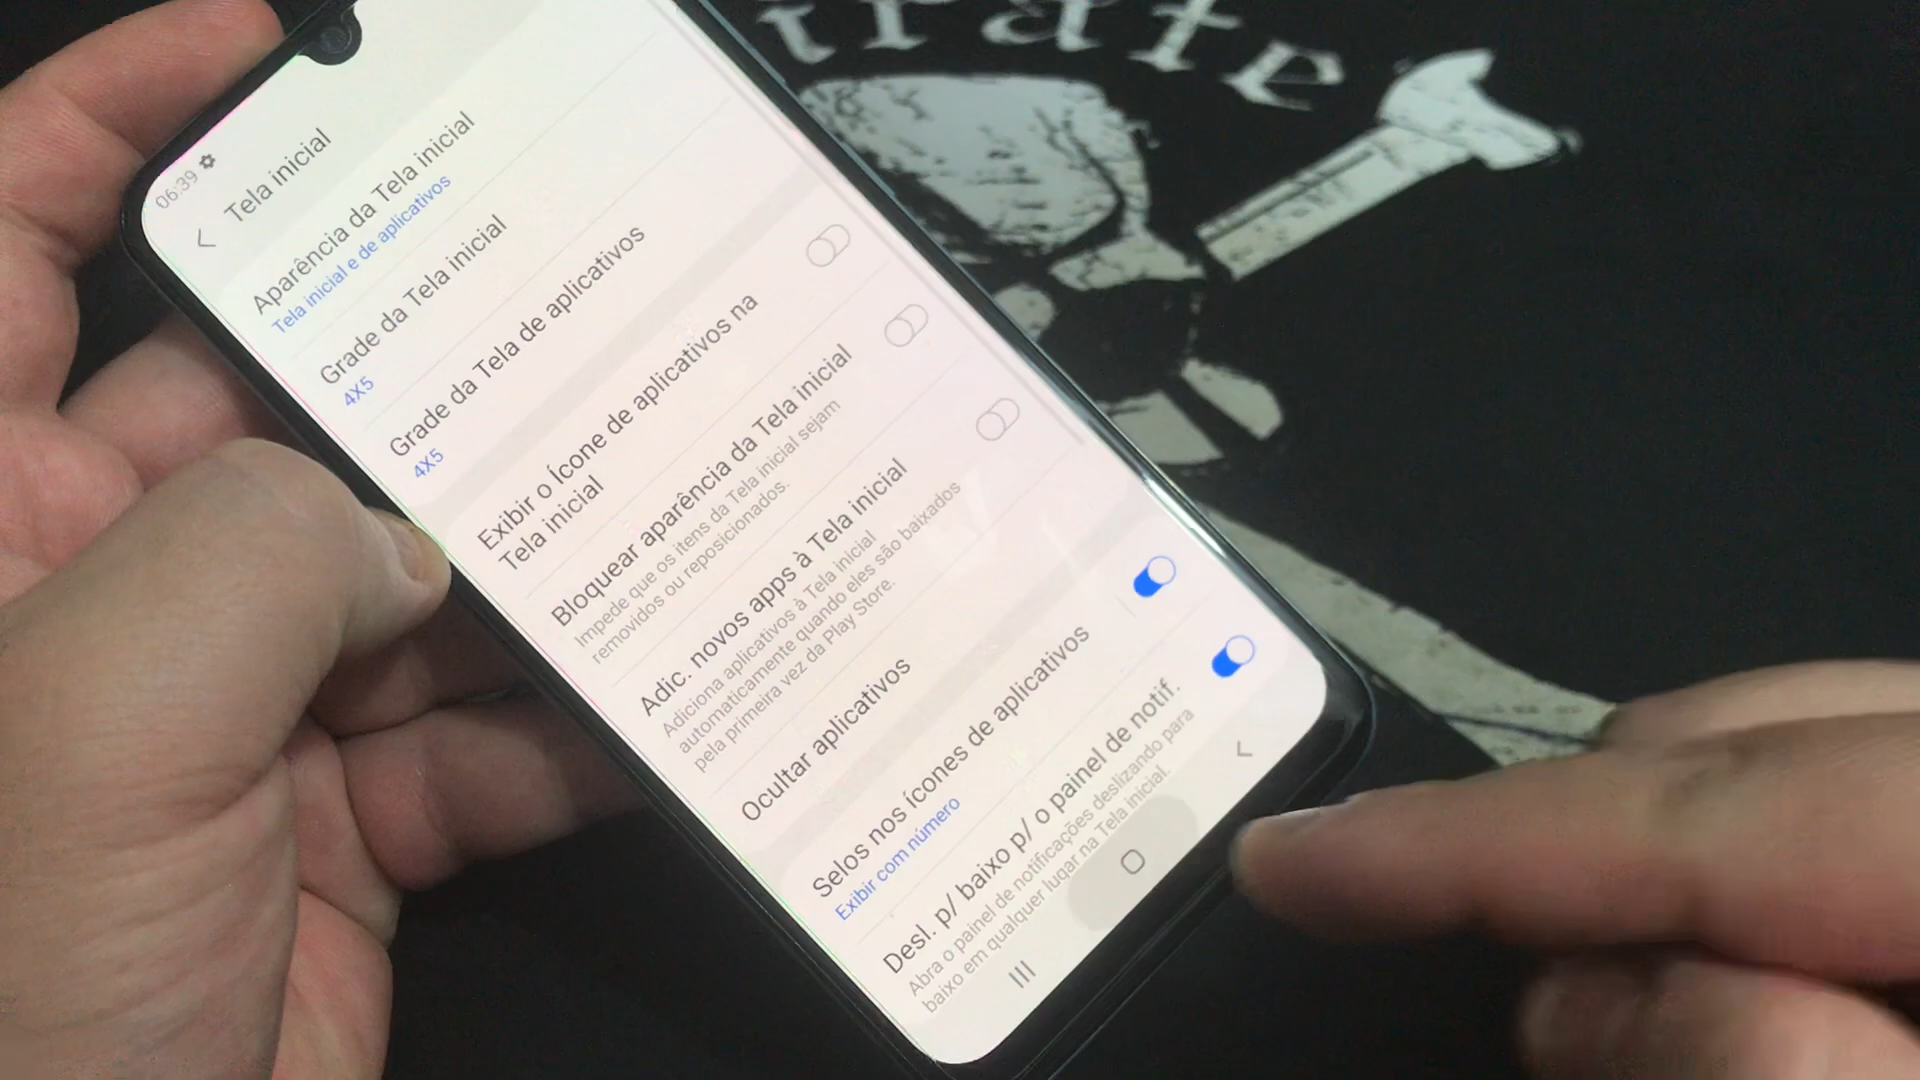 irate
06:39
Tela inicial
Aparência da Tela inicial
Tela inicial e de aplicativos
Grade da Tela inicial
4X5
Grade da Tela de aplicativos
4X5
Exibir o Ícone de aplicativos na
Tela inicial
Bloquear aparência da Tela inicial
Impede que os itens da Tela inicial sejam
removidos ou reposicionados.
Adic. novos apps à Tela inicial
Adiciona aplicativos à Tela inicial
automaticamente quando eles são baixados
pela primeira vez da Play Store.
Ocultar aplicativos
Selos nos ícones de aplicativos
Exibir com número
Desl. p/ baixo p/ o painel de notif.
Abra o painel de notificações deslizando para
baixo em qualquer lugar na Tela inicial.